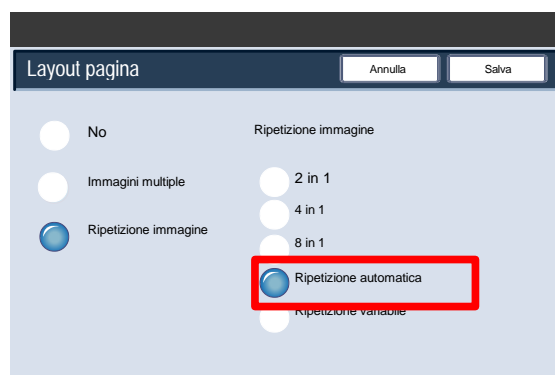 Layout pagina
Annulla
Salva
No
Immagini multiple
Ripetizione immagine
Ripetizione immagine
2 in 1
4 in 1
8 in 1
Ripetizione automatica
Ripetizione variabile